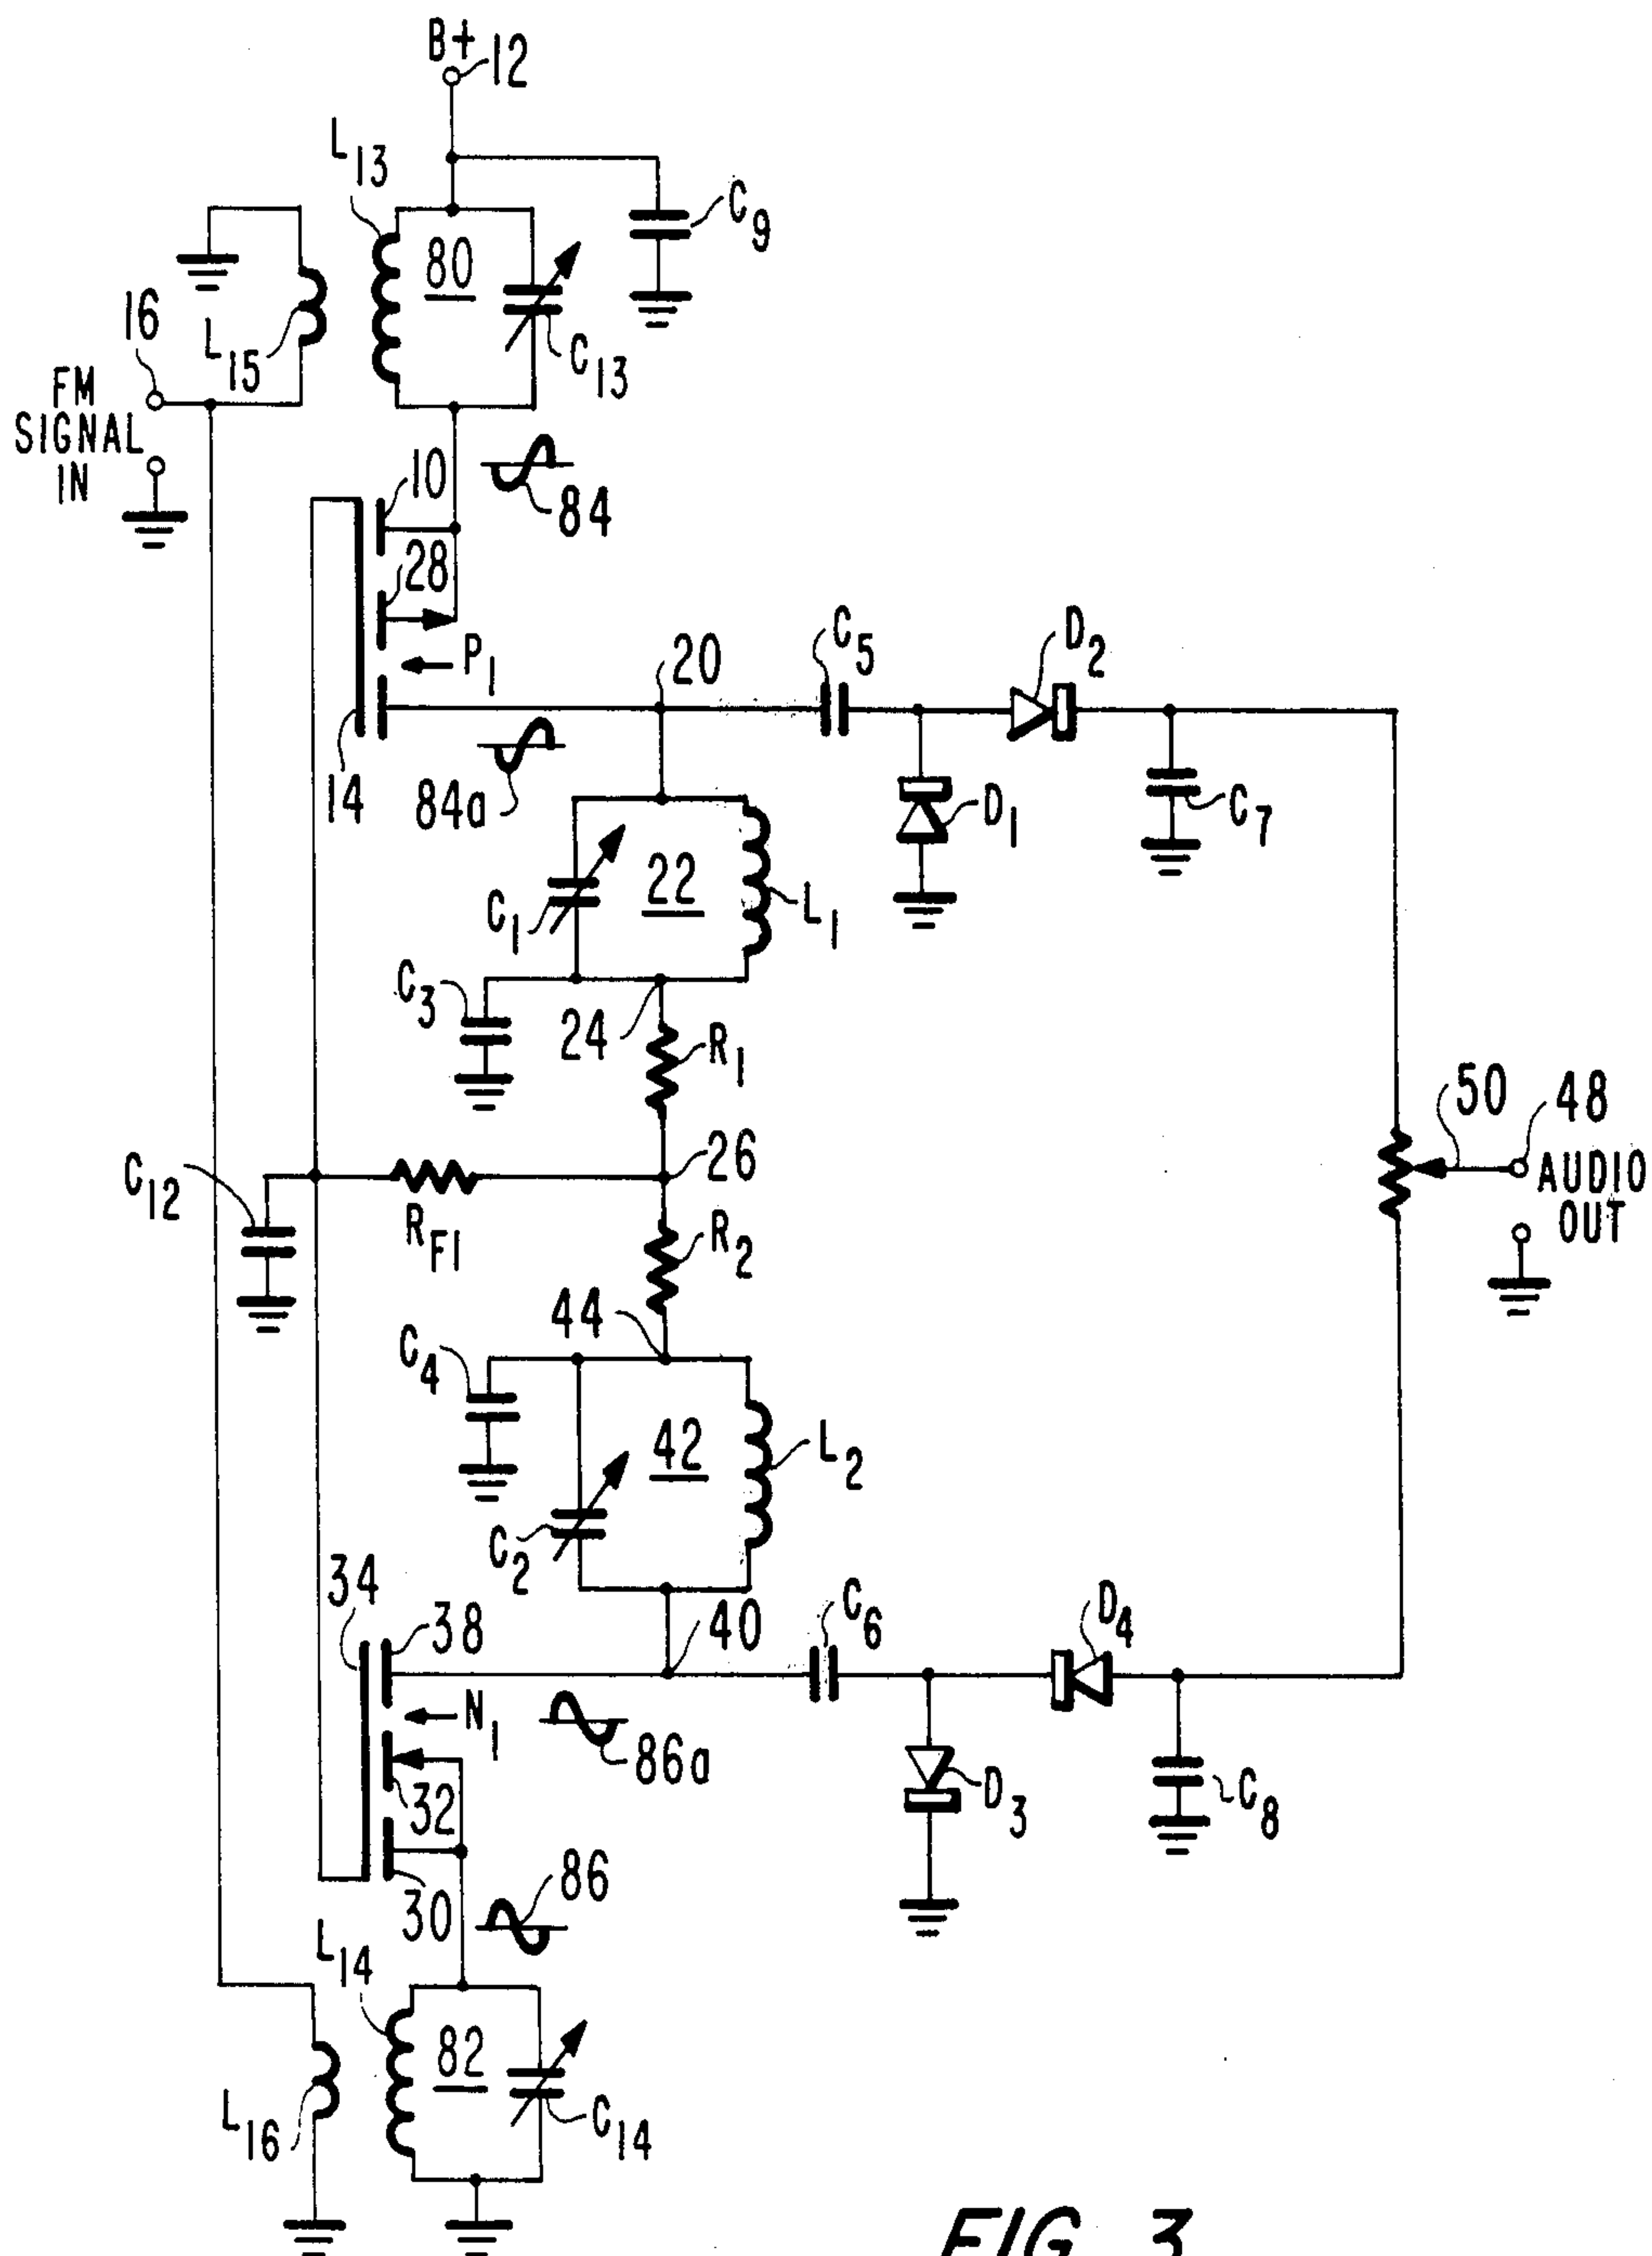 B+
12
L13
C9
80
16
L15
C13
FM
SIGNAL
IN
10
84
28
P1
20
C5
D2
14
84a
D1
C7
22
C1
L1
C3
24
R1
50
48
26
AUDIO
OUT
C12
RF1
R2
44
C4
42
L2
C2
34
38
40
C6
D4
N1
86a
32
D3
C8
30
86
L14
82
L16
C14
FIG. 3